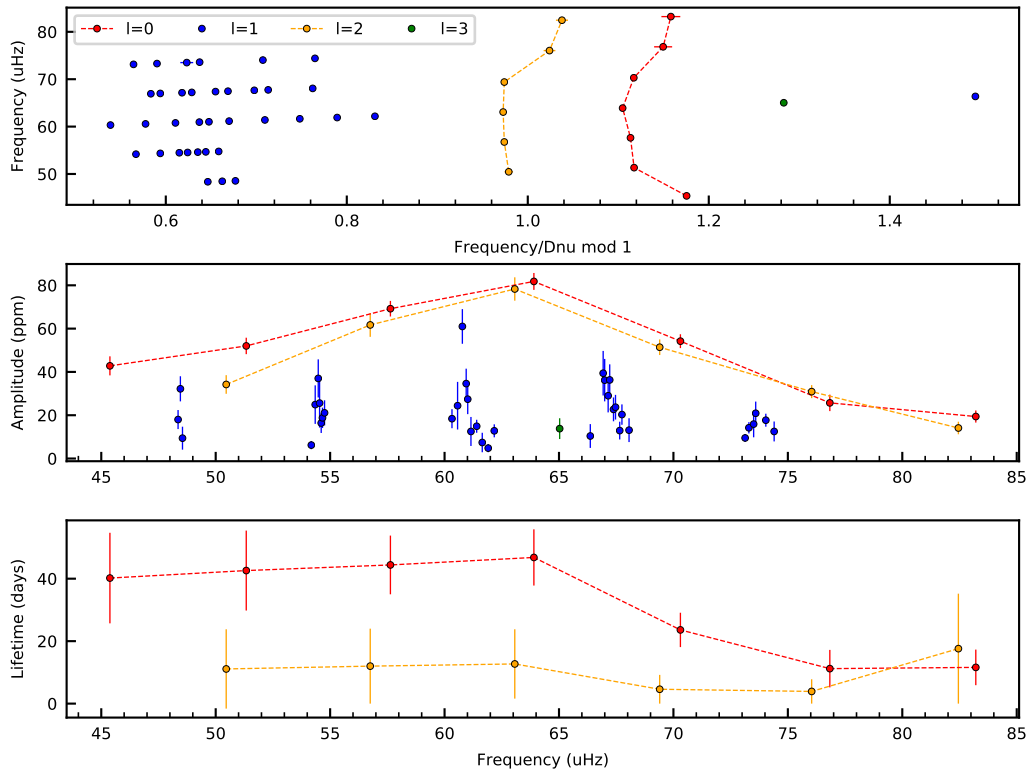 l=0 l=1 l=2 l=3
Frequency (uHz)
80
70
60
50
0.6 0.8 1.0 1.2 1.4
Frequency/Dnu mod 1
Amplitude (ppm)
80
60
40
20
0
45 50 55 60 65 70 75 80 85
Lifetime (days)
40
20
0
45 50 55 60 65 70 75 80 85
Frequency (uHz)